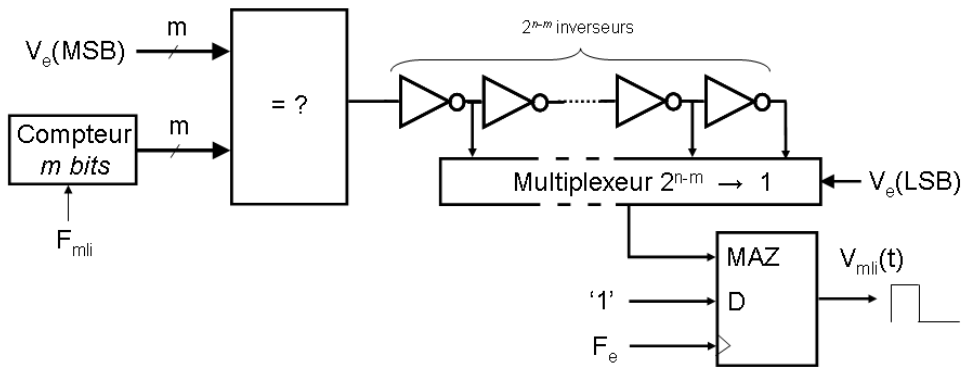 2ⁿ⁻ᵐ inverseurs
Vₑ(MSB)
m
= ?
m
Compteur
m bits
Fₘₗᵢ
Multiplexeur 2ⁿ⁻ᵐ → 1
Vₑ(LSB)
MAZ
Vₘₗᵢ(t)
‘1’
D
Fₑ